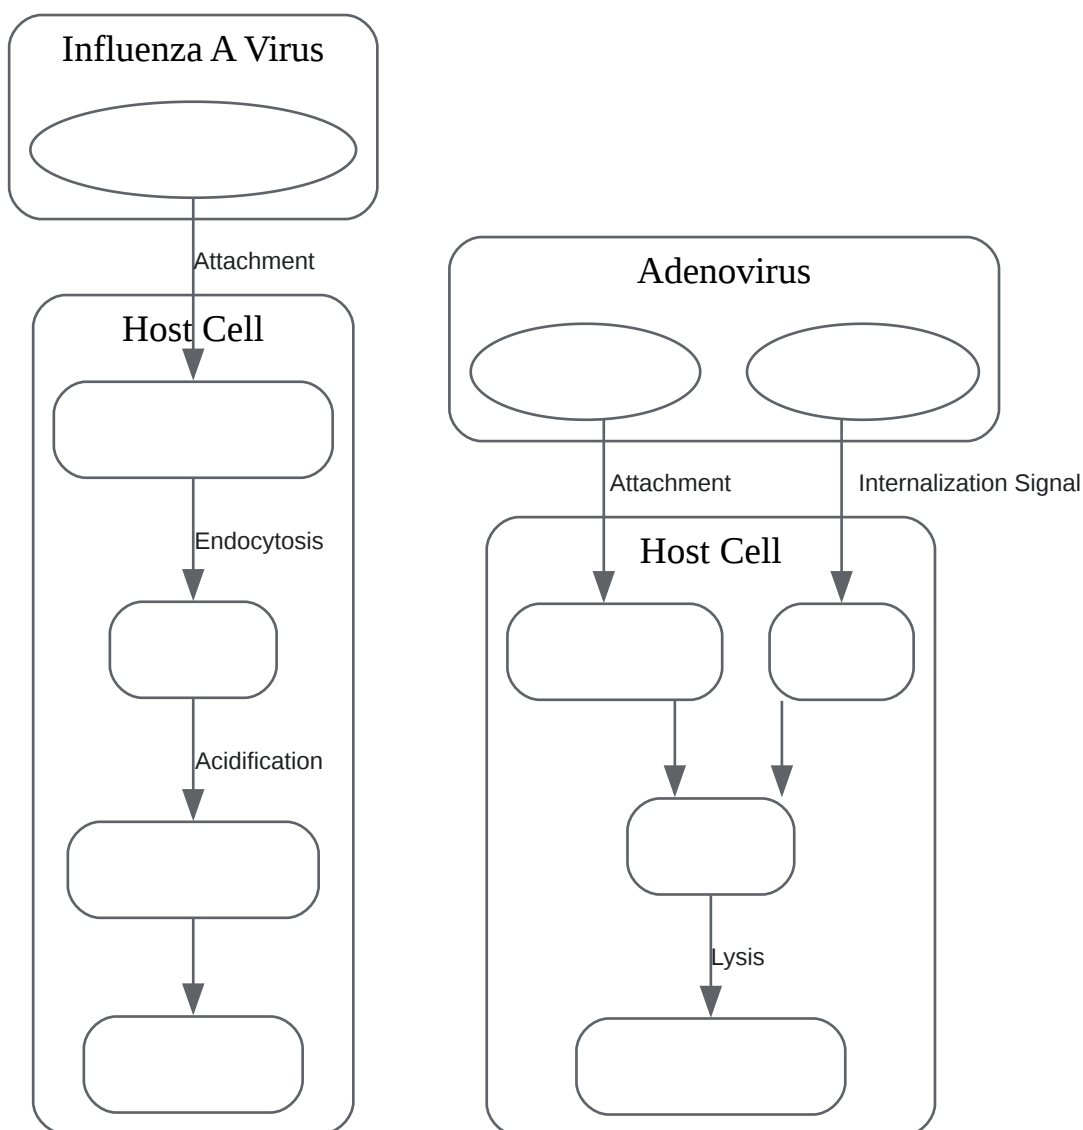 Influenza A Virus
Attachment
Host Cell
Endocytosis
Acidification
Adenovirus
Attachment
Internalization Signal
Host Cell
Lysis